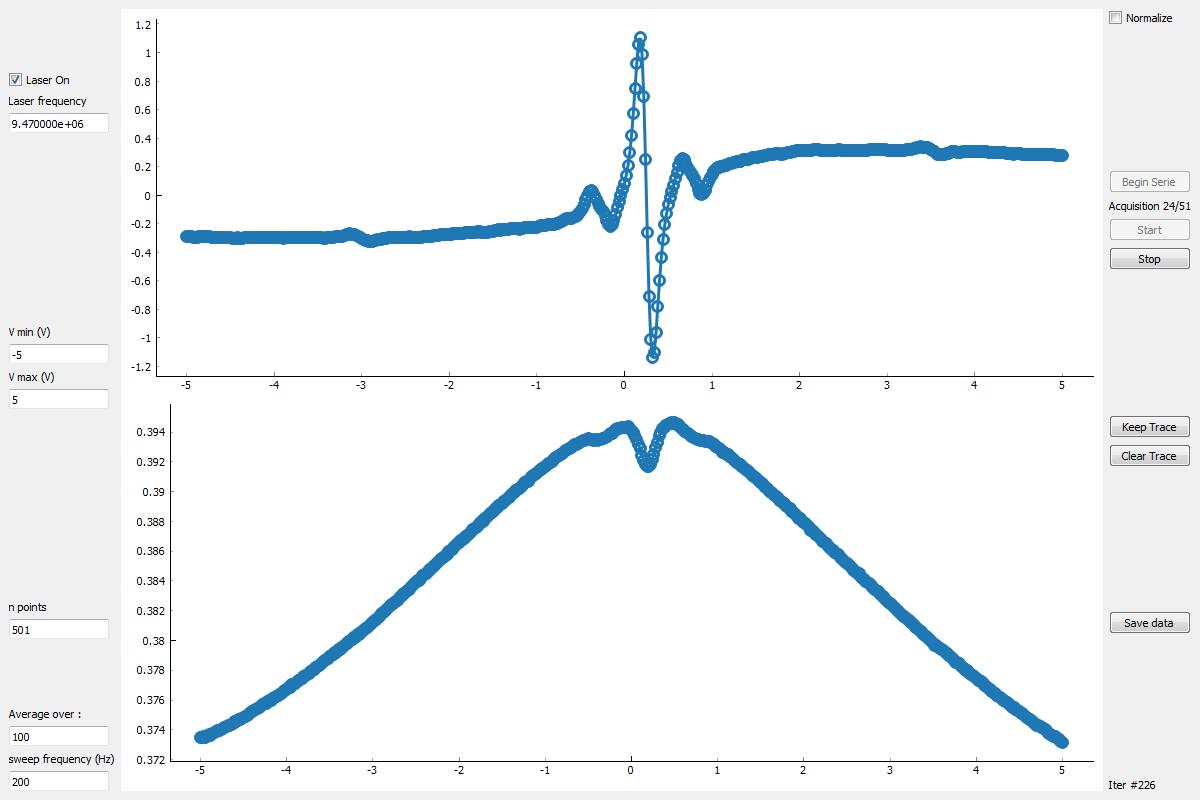 Laser On
Laser frequency
9.470000e+06
V min (V)
-5
V max (V)
5
n points
501
Average over :
100
sweep frequency (Hz)
200
1.2
1
0.8
0.6
0.4
0.2
0
-0.2
-0.4
-0.6
-0.8
-1
-1.2
-5 -4 -3 -2 -1 0 1 2 3 4 5
0.394
0.392
0.39
0.388
0.386
0.384
0.382
0.38
0.378
0.376
0.374
0.372
-5 -4 -3 -2 -1 0 1 2 3 4 5
Normalize
Begin Serie
Acquisition 24/51
Start
Stop
Keep Trace
Clear Trace
Save data
Iter #226